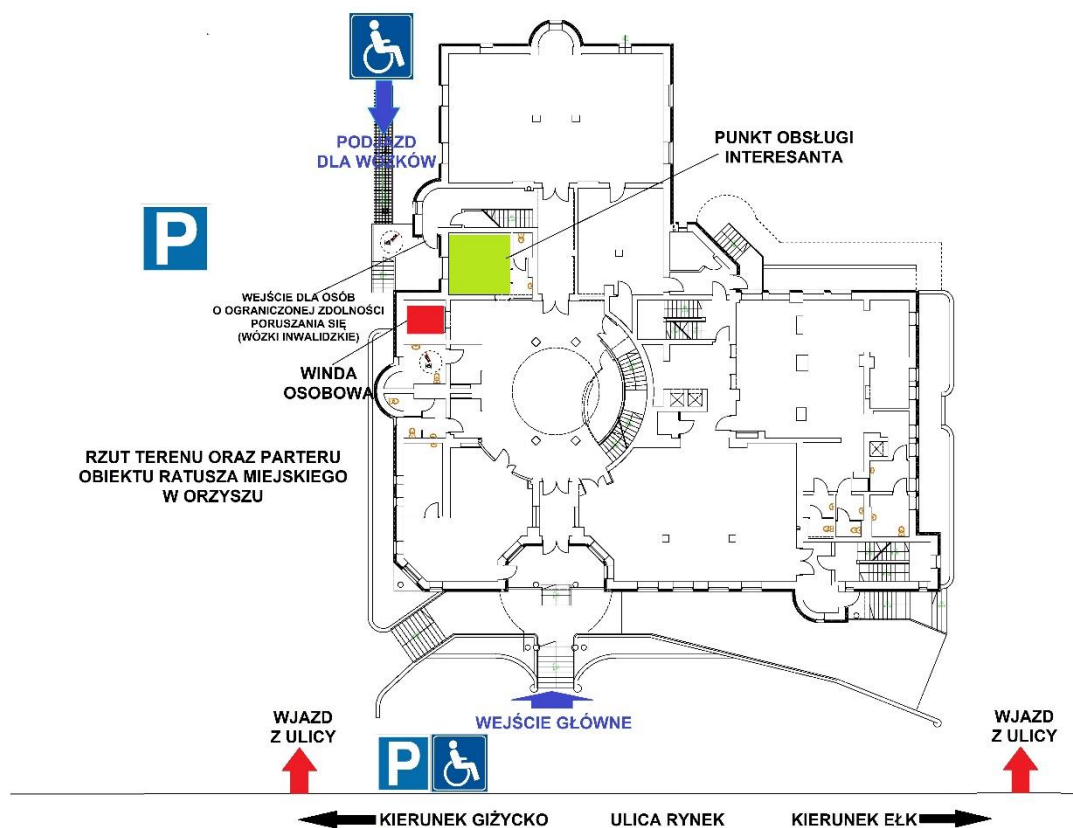 PODJAZD
DLA WÓZKÓW
PUNKT OBSŁUGI
INTERESANTA
P
WEJŚCIE DLA OSÓB
O OGRANICZONEJ ZDOLNOŚCI
PORUSZANIA SIĘ
(WÓZKI INWALIDZKIE)
WINDA
OSOBOWA
RZUT TERENU ORAZ PARTERU
OBIEKTU RATUSZA MIEJSKIEGO
W ORZYSZU
WEJŚCIE GŁÓWNE
WJAZD
Z ULICY
WJAZD
Z ULICY
P
KIERUNEK GIŻYCKO ULICA RYNEK KIERUNEK EŁK